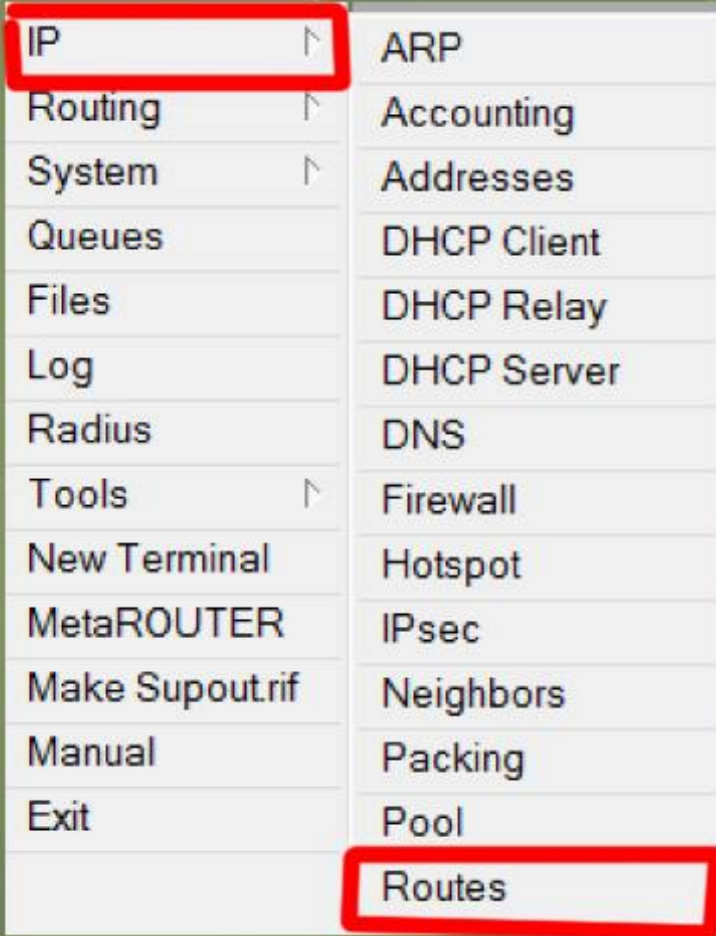 IP
Routing
System
Queues
Files
Log
Radius
Tools
New Terminal
MetaROUTER
Make Supout.rif
Manual
Exit
ARP
Accounting
Addresses
DHCP Client
DHCP Relay
DHCP Server
DNS
Firewall
Hotspot
IPsec
Neighbors
Packing
Pool
Routes